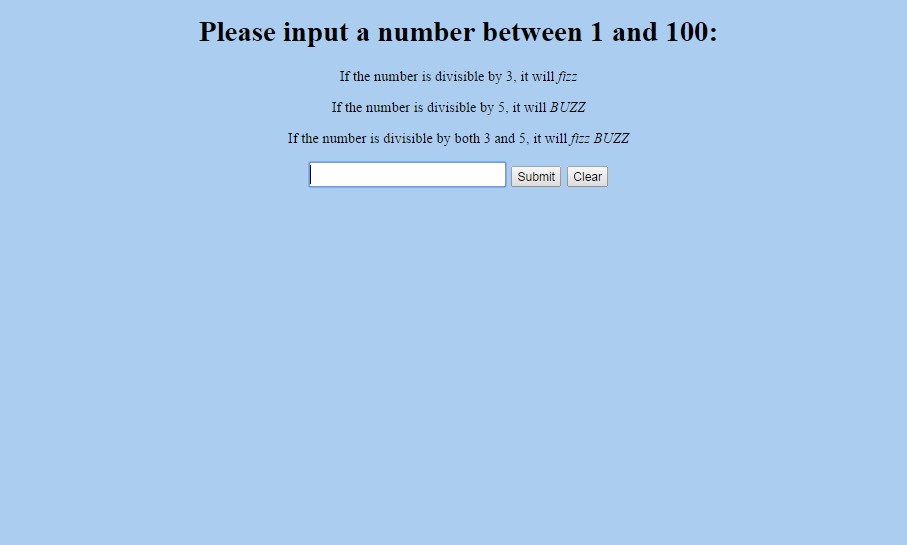 Please input a number between 1 and 100:
If the number is divisible by 3, it will fizz
If the number is divisible by 5, it will BUZZ
If the number is divisible by both 3 and 5, it will fizz BUZZ
Submit Clear